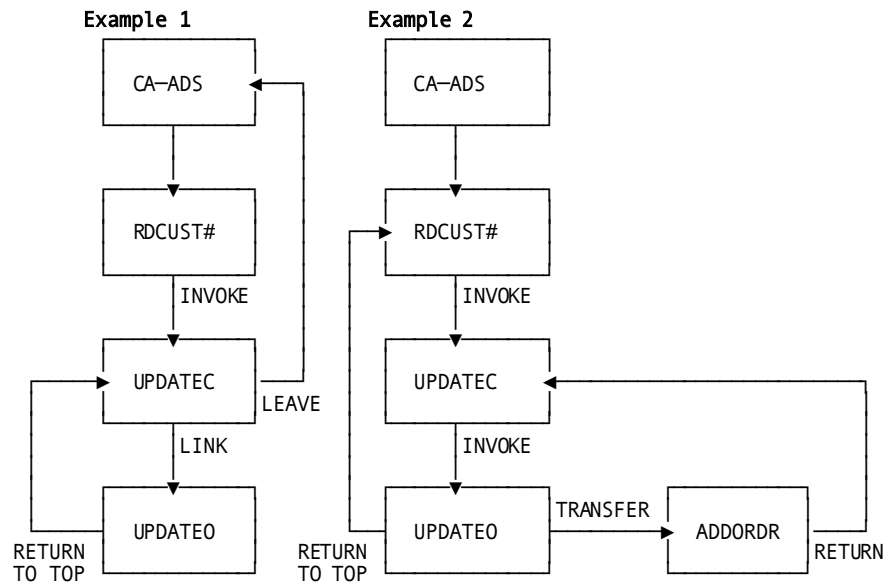 Example 1
CA–ADS
RDCUST#
INVOKE
UPDATEC
LEAVE
LINK
UPDATEO
RETURN
TO TOP
Example 2
CA–ADS
RDCUST#
INVOKE
UPDATEC
INVOKE
UPDATEO
RETURN
TO TOP
TRANSFER
ADDORDR
RETURN